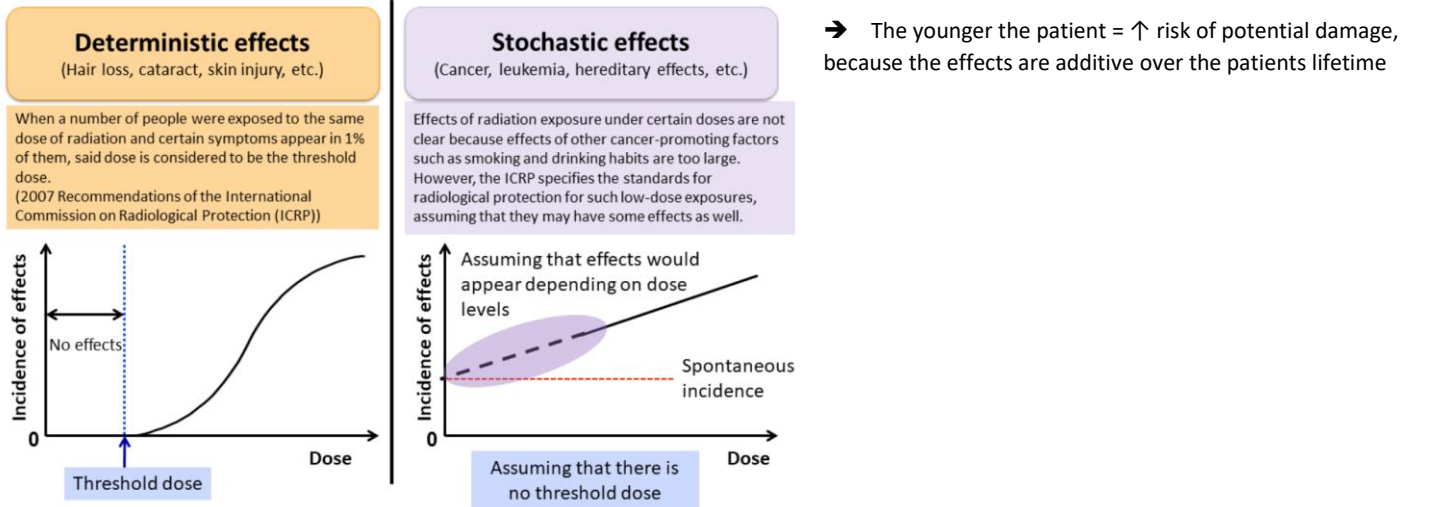 Deterministic effects
(Hair loss, cataract, skin injury, etc.)
When a number of people were exposed to the same
dose of radiation and certain symptoms appear in 1%
of them, said dose is considered to be the threshold
dose.
(2007 Recommendations of the International
Commission on Radiological Protection (ICRP))
Incidence of effects
No effects
0
Dose
Threshold dose
Stochastic effects
(Cancer, leukemia, hereditary effects, etc.)
Effects of radiation exposure under certain doses are not
clear because effects of other cancer-promoting factors
such as smoking and drinking habits are too large.
However, the ICRP specifies the standards for
radiological protection for such low-dose exposures,
assuming that they may have some effects as well.
Incidence of effects
Assuming that effects would
appear depending on dose
levels
Spontaneous
incidence
0
Dose
Assuming that there is
no threshold dose
➔ The younger the patient = ↑ risk of potential damage,
because the effects are additive over the patients lifetime